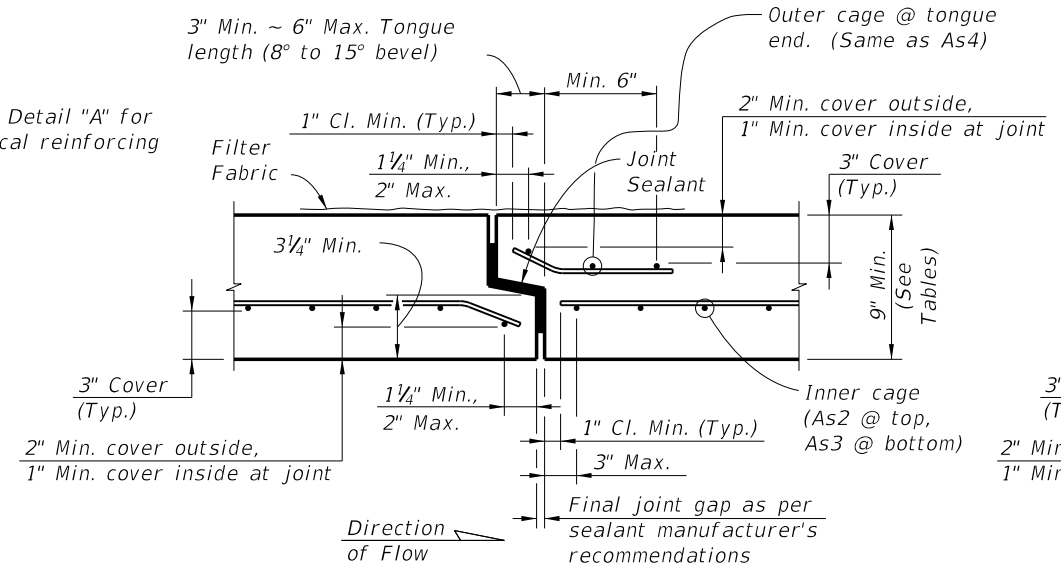 3" Min. ~ 6" Max. Tongue
length (8° to 15° bevel)
Outer cage @ tongue
end. (Same as As4)
Min. 6"
Detail "A" for
cal reinforcing
1" Cl. Min. (Typ.)
2" Min. cover outside,
1" Min. cover inside at joint
Filter
Fabric
1¼" Min.,
2" Max.
Joint
Sealant
3" Cover
(Typ.)
3¼" Min.
9" Min.
(See
Tables)
3" Cover
(Typ.)
1¼" Min.,
2" Max.
Inner cage
(As2 @ top,
As3 @ bottom)
2" Min. cover outside,
1" Min. cover inside at joint
1" Cl. Min. (Typ.)
3" Max.
Direction
of Flow
Final joint gap as per
sealant manufacturer's
recommendations
3"
(T
2" Min
1" Min